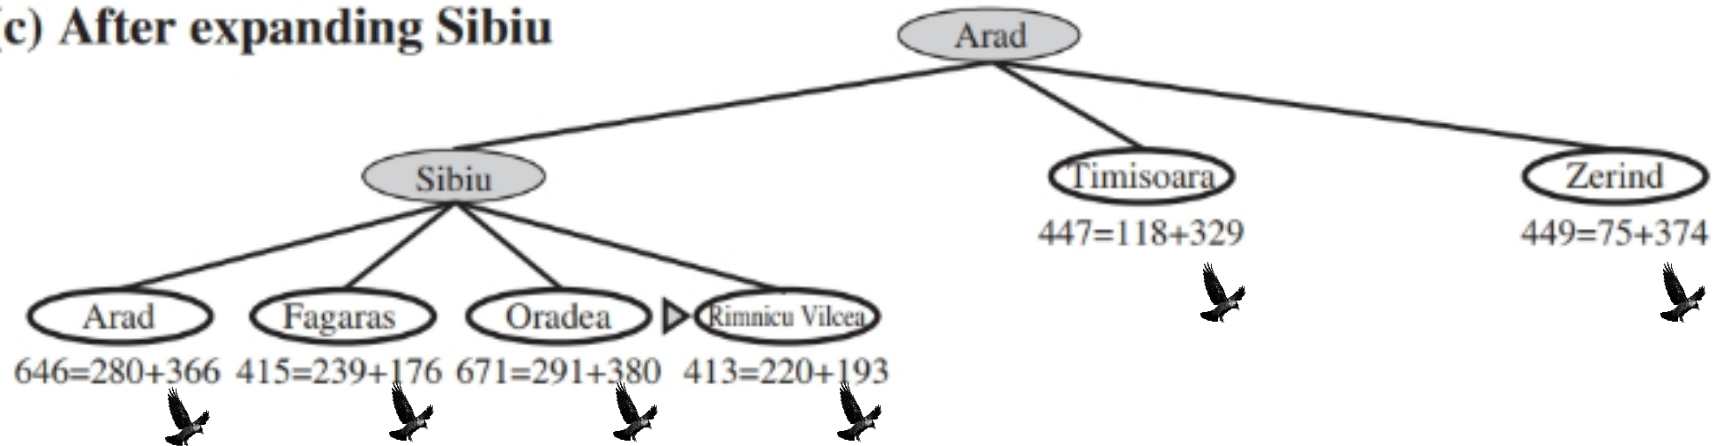 (c) After expanding Sibiu
Arad
Sibiu
Timisoara
Zerind
447=118+329
449=75+374
Arad
Fagaras
Oradea
Rimnicu Vilcea
646=280+366
415=239+176
671=291+380
413=220+193